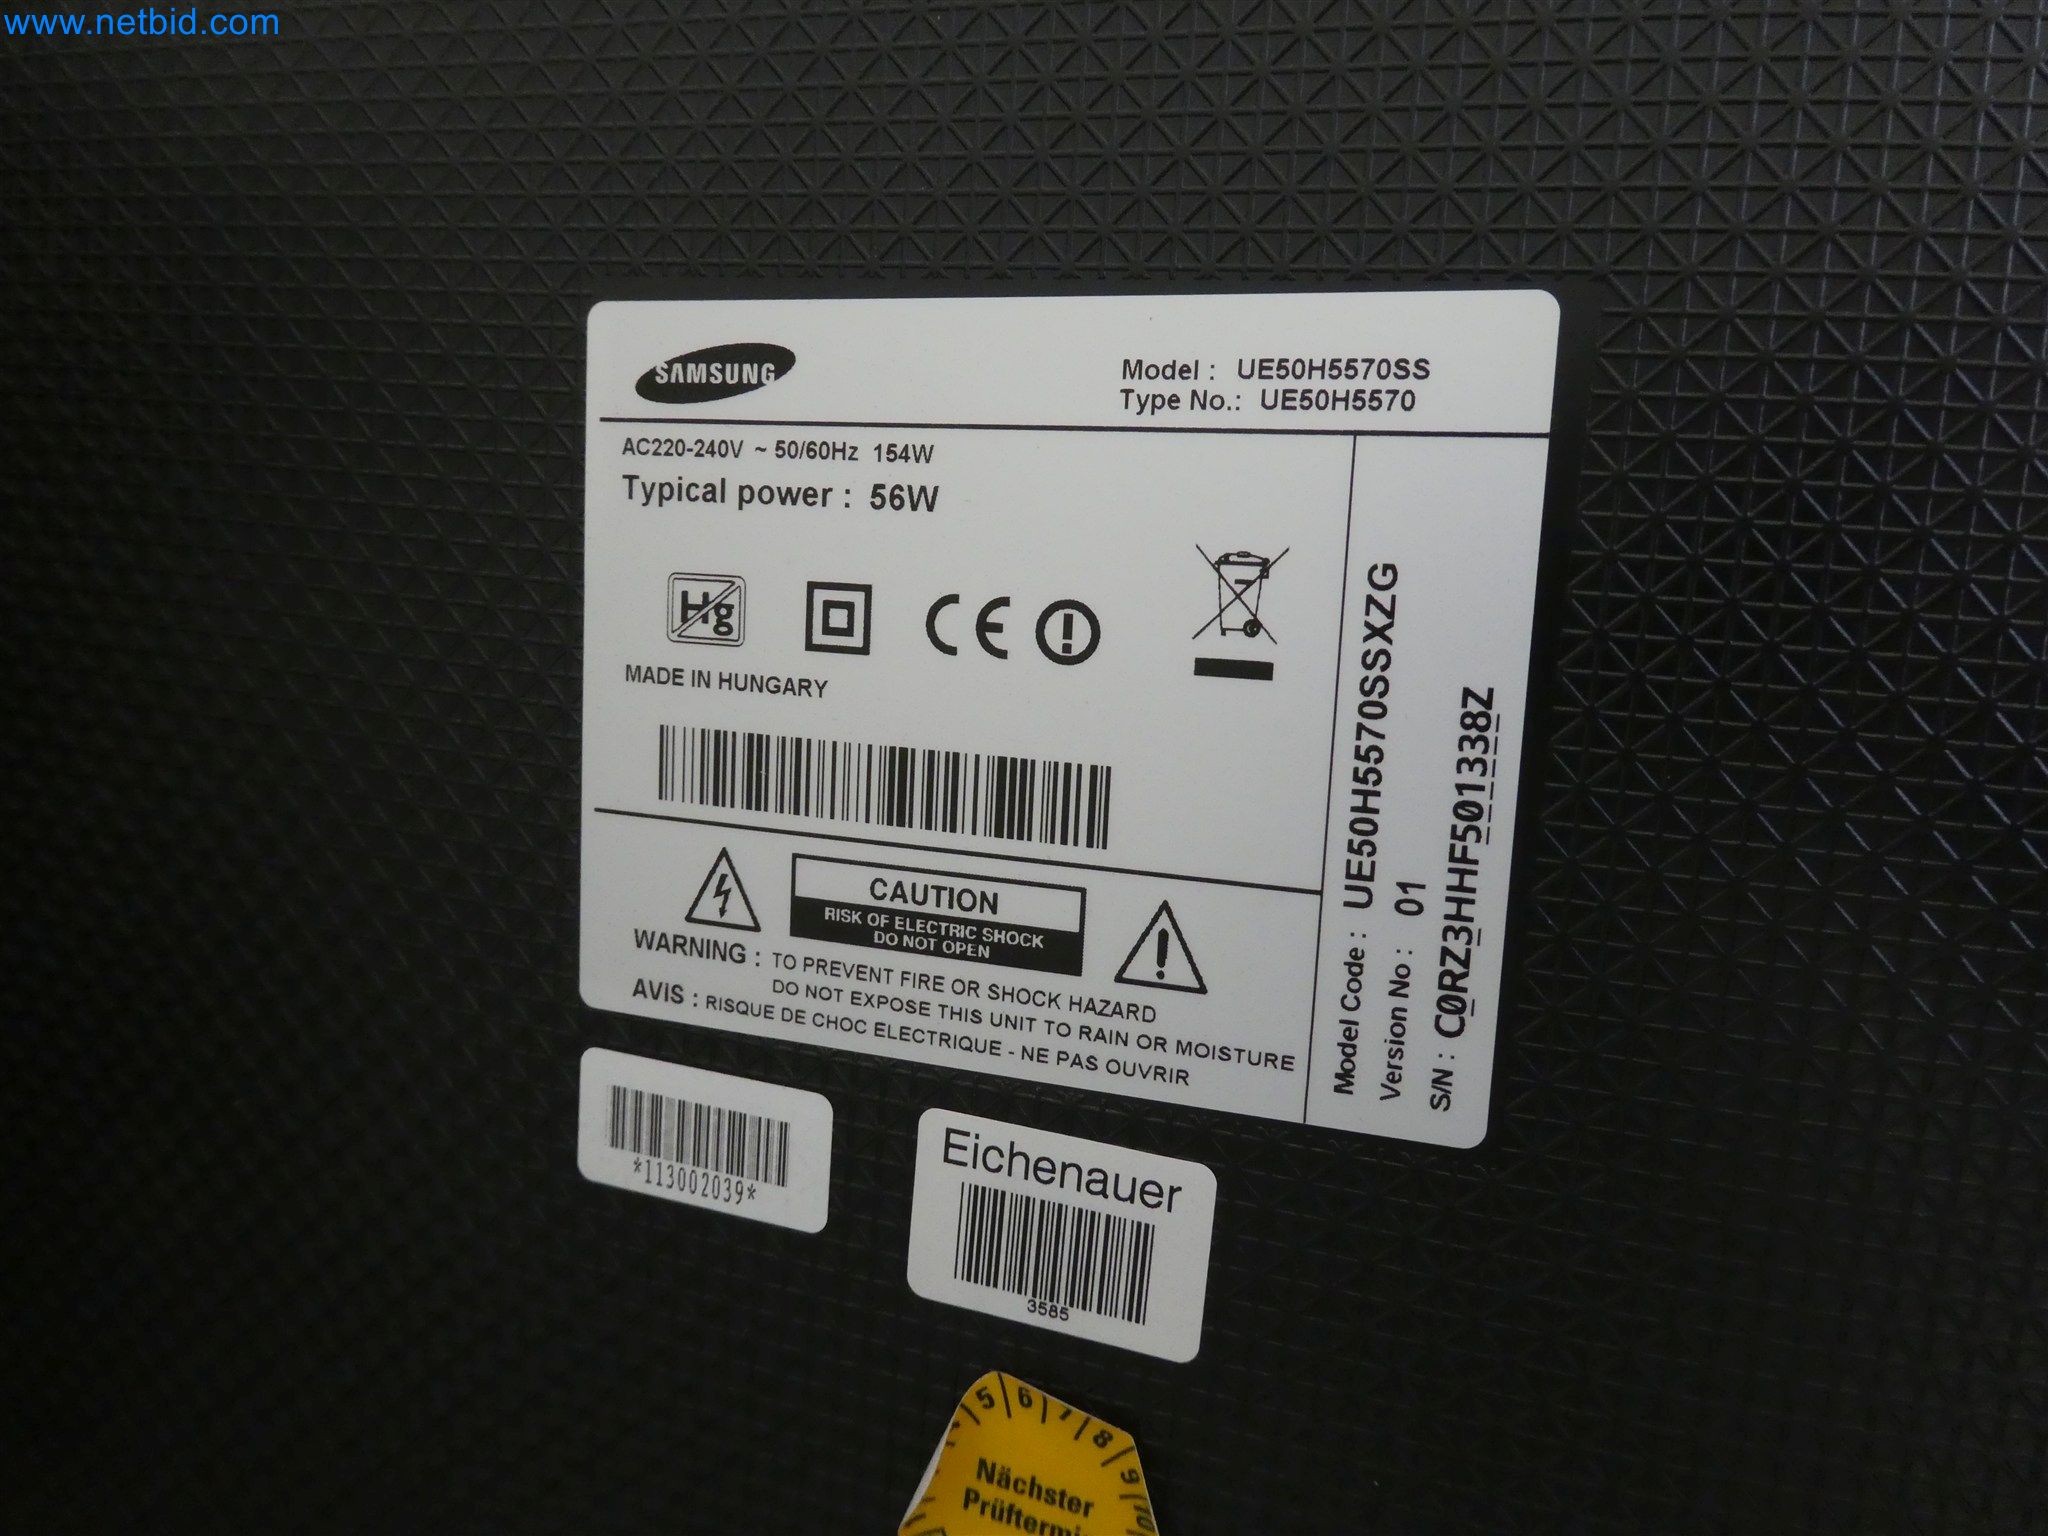 www.netbid.com
SAMSUNG
Model : UE50H5570SS
Type No.: UE50H5570
AC220-240V ~ 50/60Hz 154W
Typical power : 56W
Hg
CE
MADE IN HUNGARY
CAUTION
RISK OF ELECTRIC SHOCK
DO NOT OPEN
WARNING : TO PREVENT FIRE OR SHOCK HAZARD
DO NOT EXPOSE THIS UNIT TO RAIN OR MOISTURE
AVIS : RISQUE DE CHOC ELECTRIQUE - NE PAS OUVRIR
Model Code : UE50H5570SSXZG
Version No : 01
S/N : C0RZ3HHF501338Z
*113002039*
Eichenauer
3585
5 6 7 8 9 10
Nächster